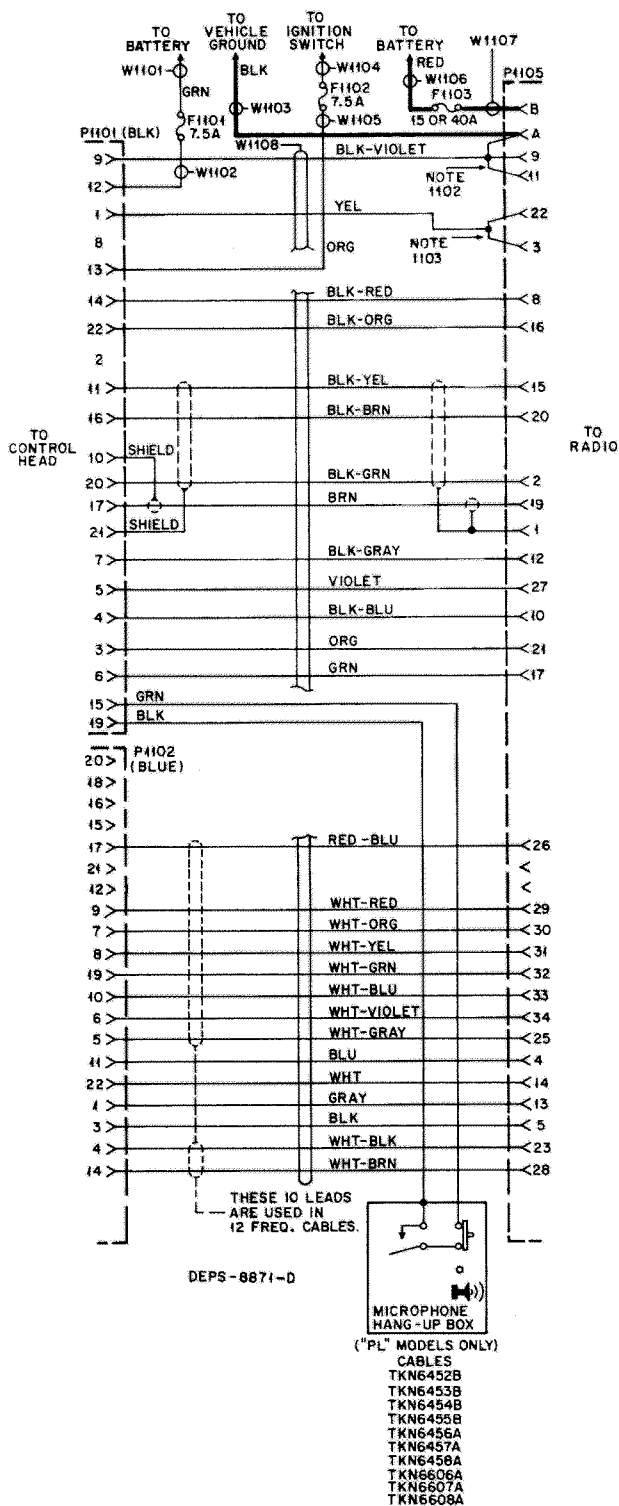 TO BATTERY
TO VEHICLE GROUND
TO IGNITION SWITCH
TO BATTERY
W1107
W1101
GRN
F1101
7.5A
W1102
BLK
W1103
W1104
F1102
7.5A
W1105
RED
W1106
F1103
15 OR 40A
P1105
B
A
P1101 (BLK)
W1108
9 BLK-VIOLET 9
12 11
NOTE 1102
1 YEL 22
8 3
NOTE 1103
ORG
13
14 BLK-RED 8
22 BLK-ORG 16
2
11 BLK-YEL 15
16 BLK-BRN 20
TO CONTROL HEAD
TO RADIO
10 SHIELD
20 BLK-GRN 2
17 BRN 19
21 SHIELD 1
7 BLK-GRAY 12
5 VIOLET 27
4 BLK-BLU 10
3 ORG 21
6 GRN 17
15 GRN
19 BLK
P1102
(BLUE)
20
18
16
15
17 RED-BLU 26
21
12
9 WHT-RED 29
7 WHT-ORG 30
8 WHT-YEL 31
19 WHT-GRN 32
10 WHT-BLU 33
6 WHT-VIOLET 34
5 WHT-GRAY 25
11 BLU 4
22 WHT 14
1 GRAY 13
3 BLK 5
4 WHT-BLK 23
14 WHT-BRN 28
THESE 10 LEADS
ARE USED IN
12 FREQ. CABLES.
DEPS-8871-D
MICROPHONE
HANG-UP BOX
("PL" MODELS ONLY)
CABLES
TKN6452B
TKN6453B
TKN6454B
TKN6455B
TKN6456A
TKN6457A
TKN6458A
TKN6606A
TKN6607A
TKN6608A